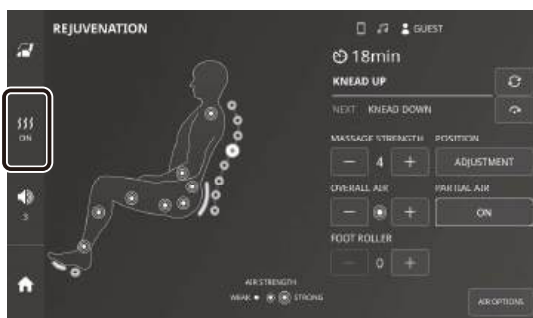 REJUVENATION
GUEST
18min
KNEAD UP
NEXT KNEAD DOWN
ON
MASSAGE STRENGTH POSITION
4 ADJUSTMENT
OVERALL AIR PARTIAL AIR
ON
3
FOOT ROLLER
0
AIR STRENGTH
WEAK STRONG
AIR OPTIONS